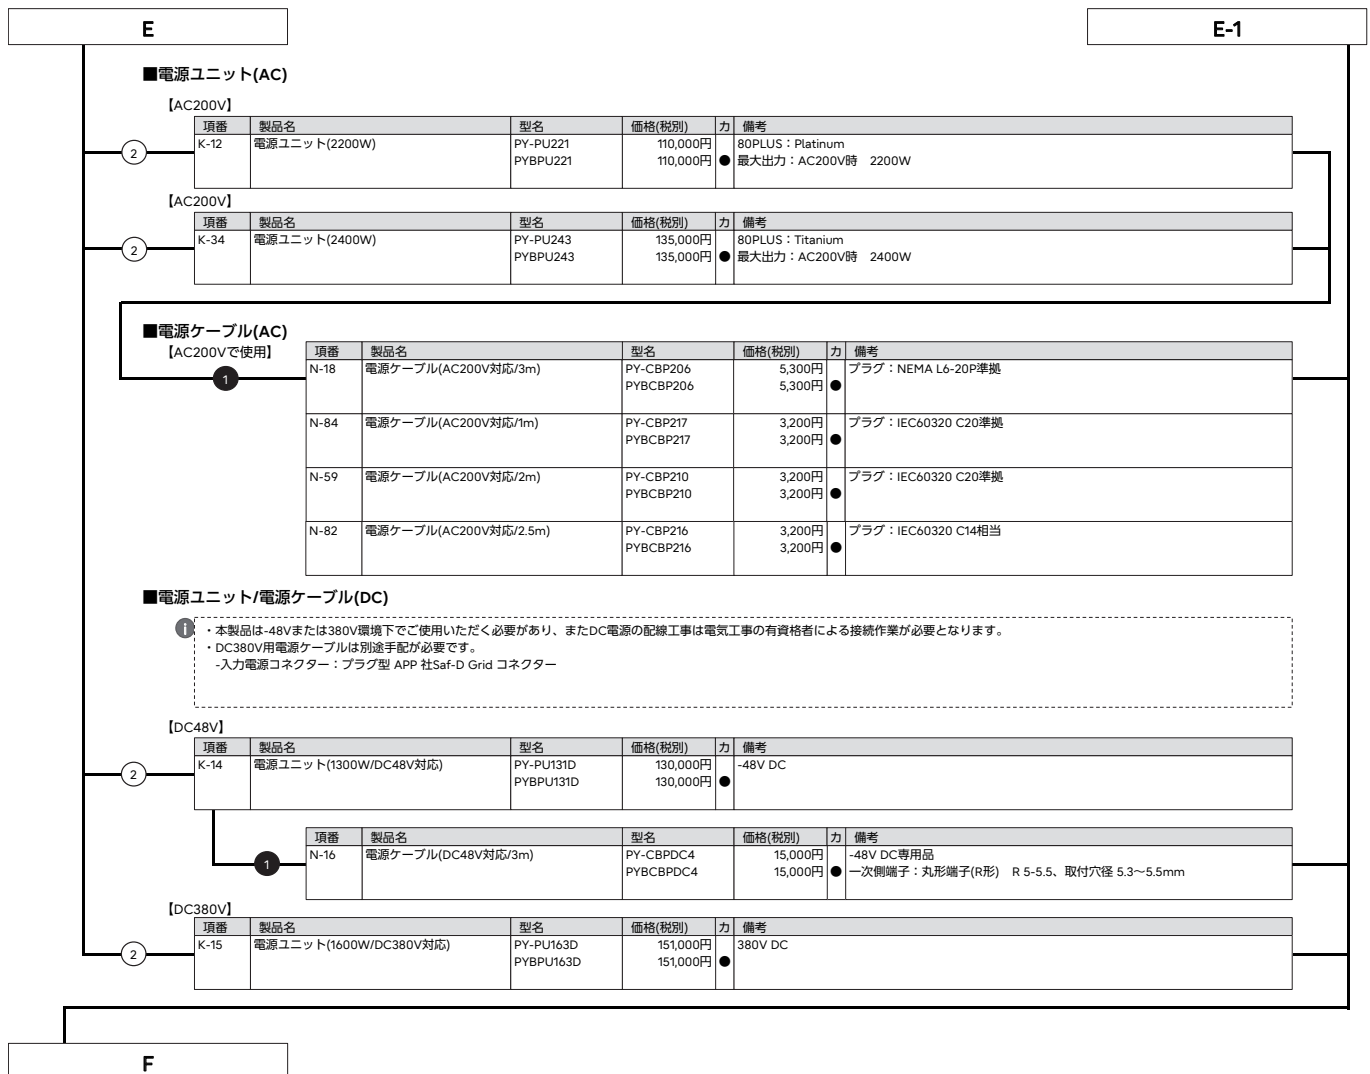 E
E-1
■電源ユニット(AC)
【AC200V】
項番 製品名 型名 価格(税別) カ 備考
② K-12 電源ユニット(2200W) PY-PU221 110,000円 80PLUS：Platinum
PYBPU221 110,000円 ● 最大出力：AC200V時　2200W
【AC200V】
項番 製品名 型名 価格(税別) カ 備考
② K-34 電源ユニット(2400W) PY-PU243 135,000円 80PLUS：Titanium
PYBPU243 135,000円 ● 最大出力：AC200V時　2400W
■電源ケーブル(AC)
【AC200Vで使用】 項番 製品名 型名 価格(税別) カ 備考
1 N-18 電源ケーブル(AC200V対応/3m) PY-CBP206 5,300円 プラグ：NEMA L6-20P準拠
PYBCBP206 5,300円 ●
N-84 電源ケーブル(AC200V対応/1m) PY-CBP217 3,200円 プラグ：IEC60320 C20準拠
PYBCBP217 3,200円 ●
N-59 電源ケーブル(AC200V対応/2m) PY-CBP210 3,200円 プラグ：IEC60320 C20準拠
PYBCBP210 3,200円 ●
N-82 電源ケーブル(AC200V対応/2.5m) PY-CBP216 3,200円 プラグ：IEC60320 C14相当
PYBCBP216 3,200円 ●
■電源ユニット/電源ケーブル(DC)
i ・本製品は-48Vまたは380V環境下でご使用いただく必要があり、またDC電源の配線工事は電気工事の有資格者による接続作業が必要となります。
・DC380V用電源ケーブルは別途手配が必要です。
-入力電源コネクター：プラグ型 APP 社Saf-D Grid コネクター
【DC48V】
項番 製品名 型名 価格(税別) カ 備考
② K-14 電源ユニット(1300W/DC48V対応) PY-PU131D 130,000円 -48V DC
PYBPU131D 130,000円 ●
項番 製品名 型名 価格(税別) カ 備考
1 N-16 電源ケーブル(DC48V対応/3m) PY-CBPDC4 15,000円 -48V DC専用品
PYBCBPDC4 15,000円 ● 一次側端子：丸形端子(R形)　R 5-5.5、取付穴径 5.3～5.5mm
【DC380V】
項番 製品名 型名 価格(税別) カ 備考
② K-15 電源ユニット(1600W/DC380V対応) PY-PU163D 151,000円 380V DC
PYBPU163D 151,000円 ●
F